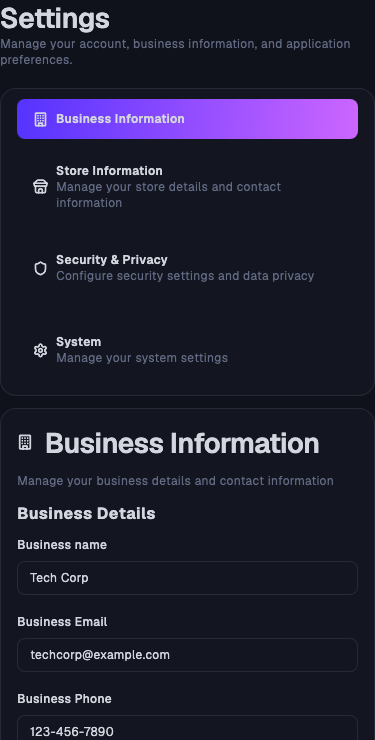 Settings
Manage your account, business information, and application
preferences.
Business Information
Store Information
Manage your store details and contact
information
Security & Privacy
Configure security settings and data privacy
System
Manage your system settings
Business Information
Manage your business details and contact information
Business Details
Business name
Tech Corp
Business Email
techcorp@example.com
Business Phone
123-456-7890